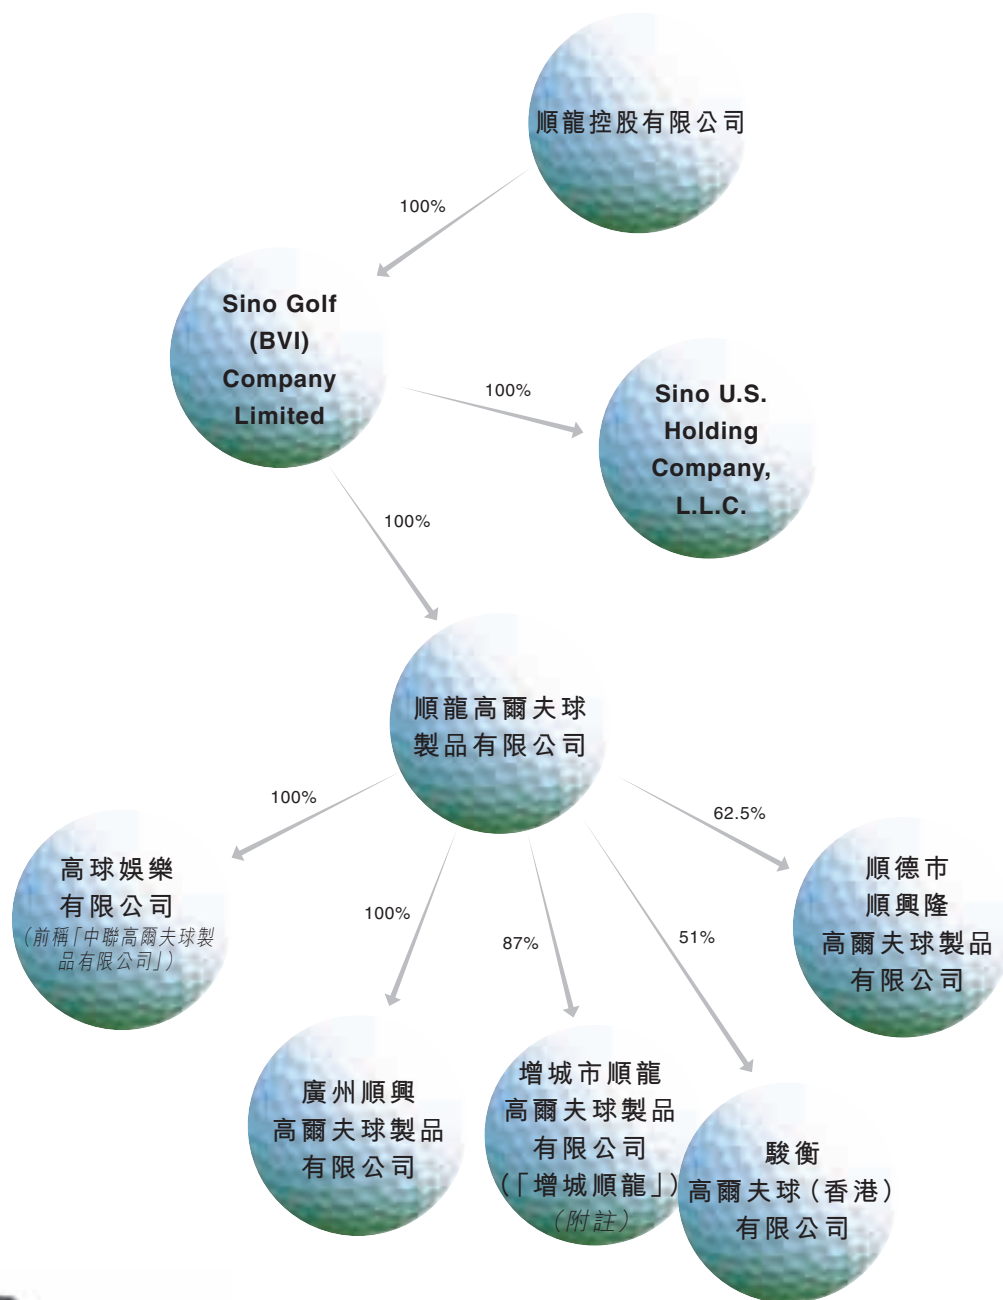 順龍控股有限公司
100%
Sino Golf
(BVI)
Company
Limited
100%
Sino U.S.
Holding
Company,
L.L.C.
100%
順龍高爾夫球
製品有限公司
100%
62.5%
高球娛樂
有限公司
(前稱「中聯高爾夫球製
品有限公司」)
順德市
順興隆
高爾夫球製品
有限公司
100%
87%
51%
廣州順興
高爾夫球製品
有限公司
增城市順龍
高爾夫球製品
有限公司
(「增城順龍」)
(附註)
駿衡
高爾夫球(香港)
有限公司